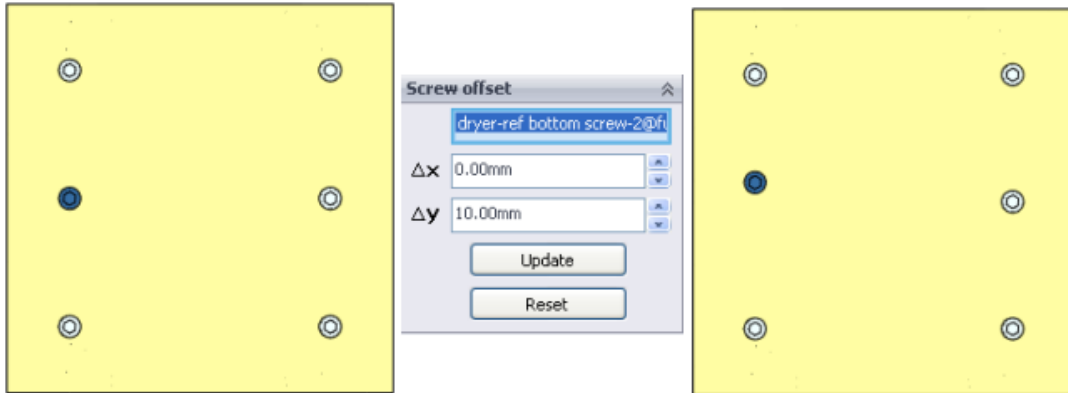 Screw offset
dryer-ref bottom screw-2@fu
Δx 0.00mm
Δy 10.00mm
Update
Reset